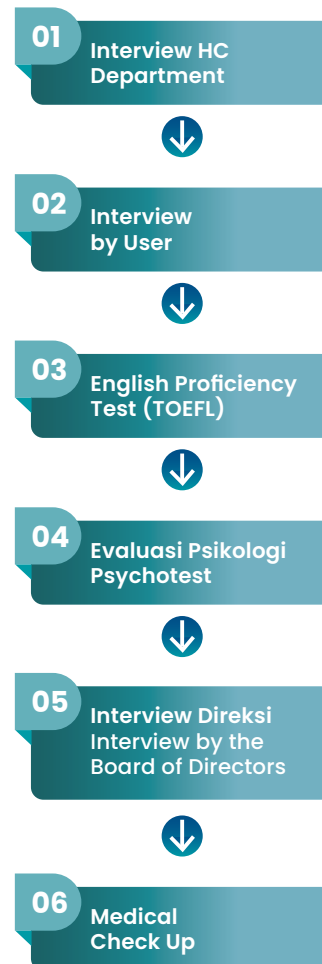 01
Interview HC
Department
02
Interview
by User
03
English Proficiency
Test (TOEFL)
04
Evaluasi Psikologi
Psychotest
05
Interview Direksi
Interview by the
Board of Directors
06
Medical
Check Up